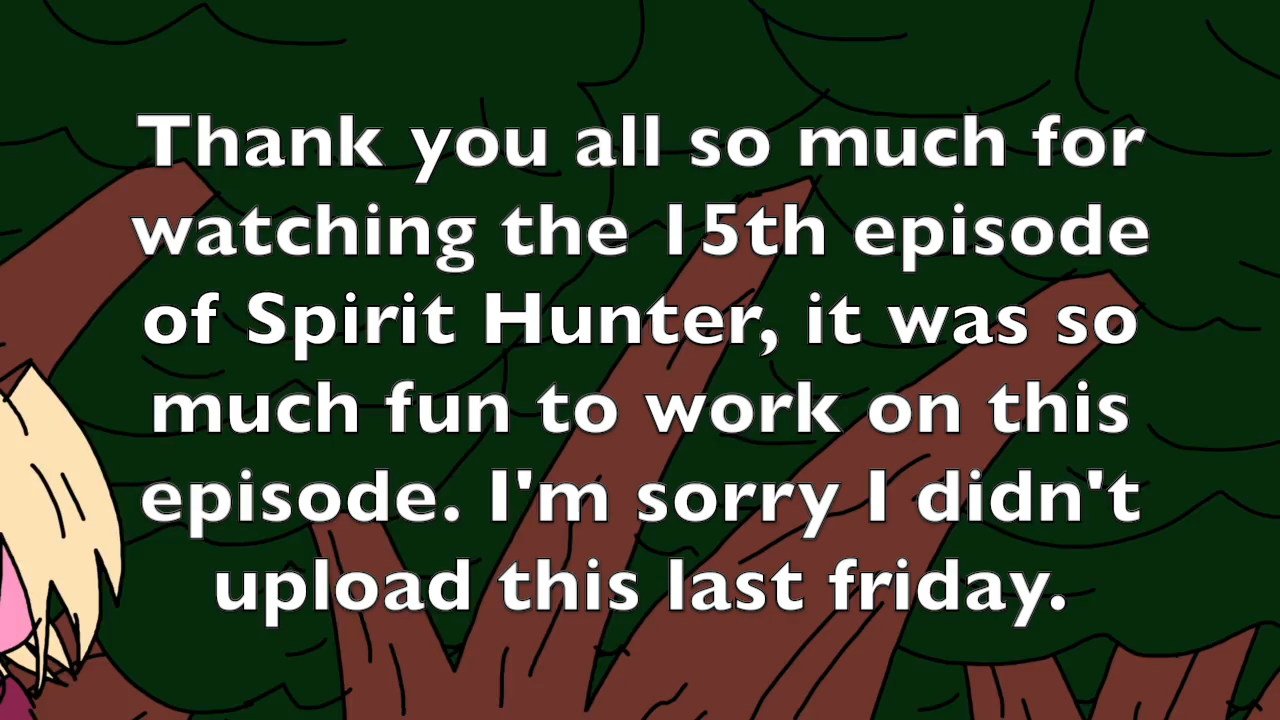 Thank you all so much for
watching the 15th episode
of Spirit Hunter, it was so
much fun to work on this
episode. I'm sorry I didn't
upload this last friday.